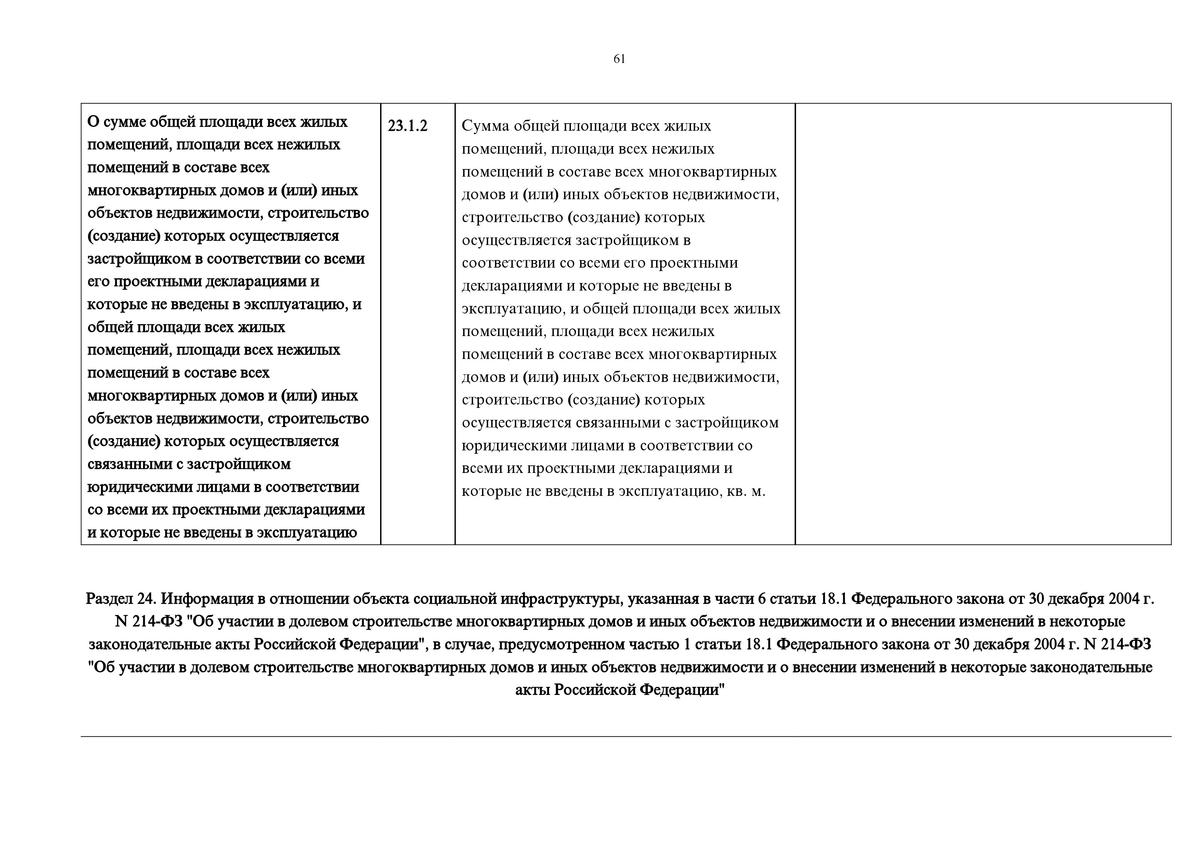 61
О сумме общей площади всех жилых
помещений, площади всех нежилых
помещений в составе всех
многоквартирных домов и (или) иных
объектов недвижимости, строительство
(создание) которых осуществляется
застройщиком в соответствии со всеми
его проектными декларациями и
которые не введены в эксплуатацию, и
общей площади всех жилых
помещений, площади всех нежилых
помещений в составе всех
многоквартирных домов и (или) иных
объектов недвижимости, строительство
(создание) которых осуществляется
связанными с застройщиком
юридическими лицами в соответствии
со всеми их проектными декларациями
и которые не введены в эксплуатацию
23.1.2
Сумма общей площади всех жилых
помещений, площади всех нежилых
помещений в составе всех многоквартирных
домов и (или) иных объектов недвижимости,
строительство (создание) которых
осуществляется застройщиком в
соответствии со всеми его проектными
декларациями и которые не введены в
эксплуатацию, и общей площади всех жилых
помещений, площади всех нежилых
помещений в составе всех многоквартирных
домов и (или) иных объектов недвижимости,
строительство (создание) которых
осуществляется связанными с застройщиком
юридическими лицами в соответствии со
всеми их проектными декларациями и
которые не введены в эксплуатацию, кв. м.
Раздел 24. Информация в отношении объекта социальной инфраструктуры, указанная в части 6 статьи 18.1 Федерального закона от 30 декабря 2004 г.
N 214-ФЗ "Об участии в долевом строительстве многоквартирных домов и иных объектов недвижимости и о внесении изменений в некоторые
законодательные акты Российской Федерации", в случае, предусмотренном частью 1 статьи 18.1 Федерального закона от 30 декабря 2004 г. N 214-ФЗ
"Об участии в долевом строительстве многоквартирных домов и иных объектов недвижимости и о внесении изменений в некоторые законодательные
акты Российской Федерации"